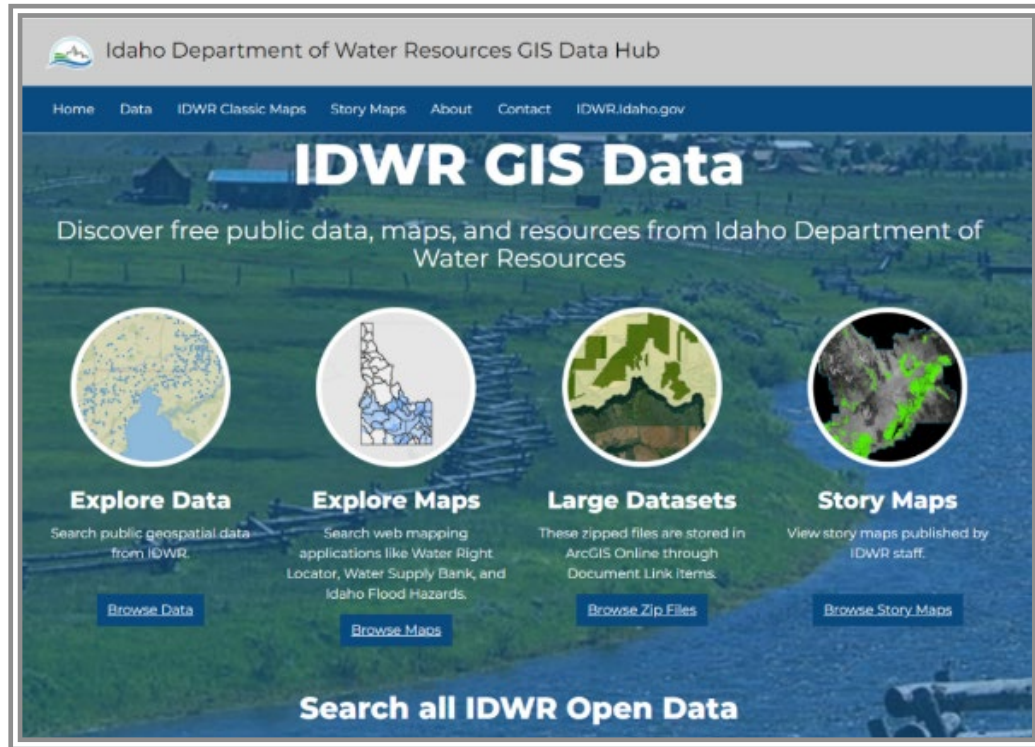 Idaho Department of Water Resources GIS Data Hub
Home Data IDWR Classic Maps Story Maps About Contact IDWR.Idaho.gov
IDWR GIS Data
Discover free public data, maps, and resources from Idaho Department of
Water Resources
Explore Data
Search public geospatial data
from IDWR.
Browse Data
Explore Maps
Search web mapping
applications like Water Right
Locator, Water Supply Bank, and
Idaho Flood Hazards.
Browse Maps
Large Datasets
These zipped files are stored in
ArcGIS Online through
Document Link items.
Browse Zip Files
Story Maps
View story maps published by
IDWR staff.
Browse Story Maps
Search all IDWR Open Data